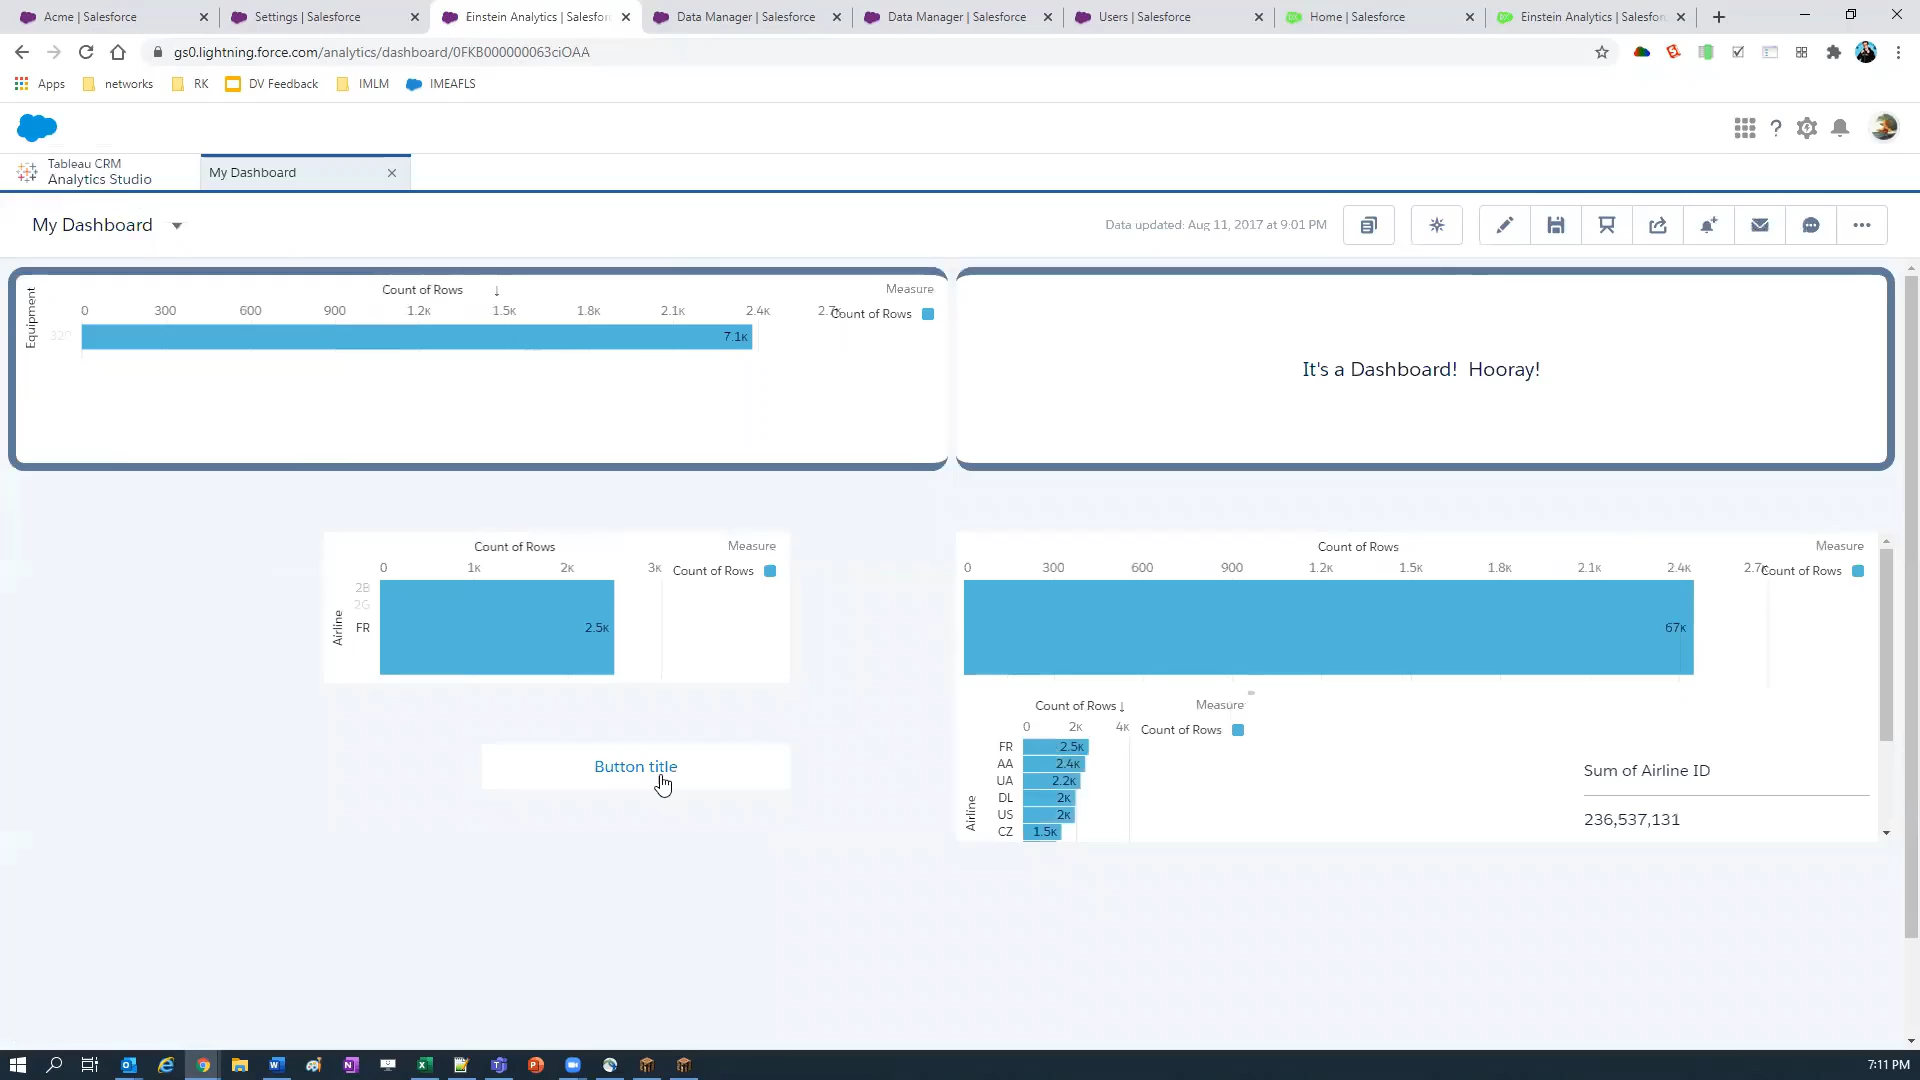 Acme | Salesforce
Settings | Salesforce
Einstein Analytics | Salesfor
Data Manager | Salesforce
Data Manager | Salesforce
Users | Salesforce
Home | Salesforce
Einstein Analytics | Salesfor
gs0.lightning.force.com/analytics/dashboard/0FKB000000063ciOAA
Apps
networks
RK
DV Feedback
IMLM
IMEAFLS
Tableau CRM
Analytics Studio
My Dashboard
My Dashboard
Data updated: Aug 11, 2017 at 9:01 PM
Count of Rows ↓
Measure
0 300 600 900 1.2K 1.5K 1.8K 2.1K 2.4K
Count of Rows
Equipment
320
7.1K
It's a Dashboard!  Hooray!
Count of Rows
Measure
0 1K 2K 3K
Count of Rows
Airline
2B
2G
FR
2.5K
Button title
Count of Rows
Measure
0 300 600 900 1.2K 1.5K 1.8K 2.1K 2.4K
Count of Rows
67K
Count of Rows ↓
Measure
0 2K 4K
Count of Rows
Airline
FR 2.5K
AA 2.4K
UA 2.2K
DL 2K
US 2K
CZ 1.5K
Sum of Airline ID
236,537,131
7:11 PM